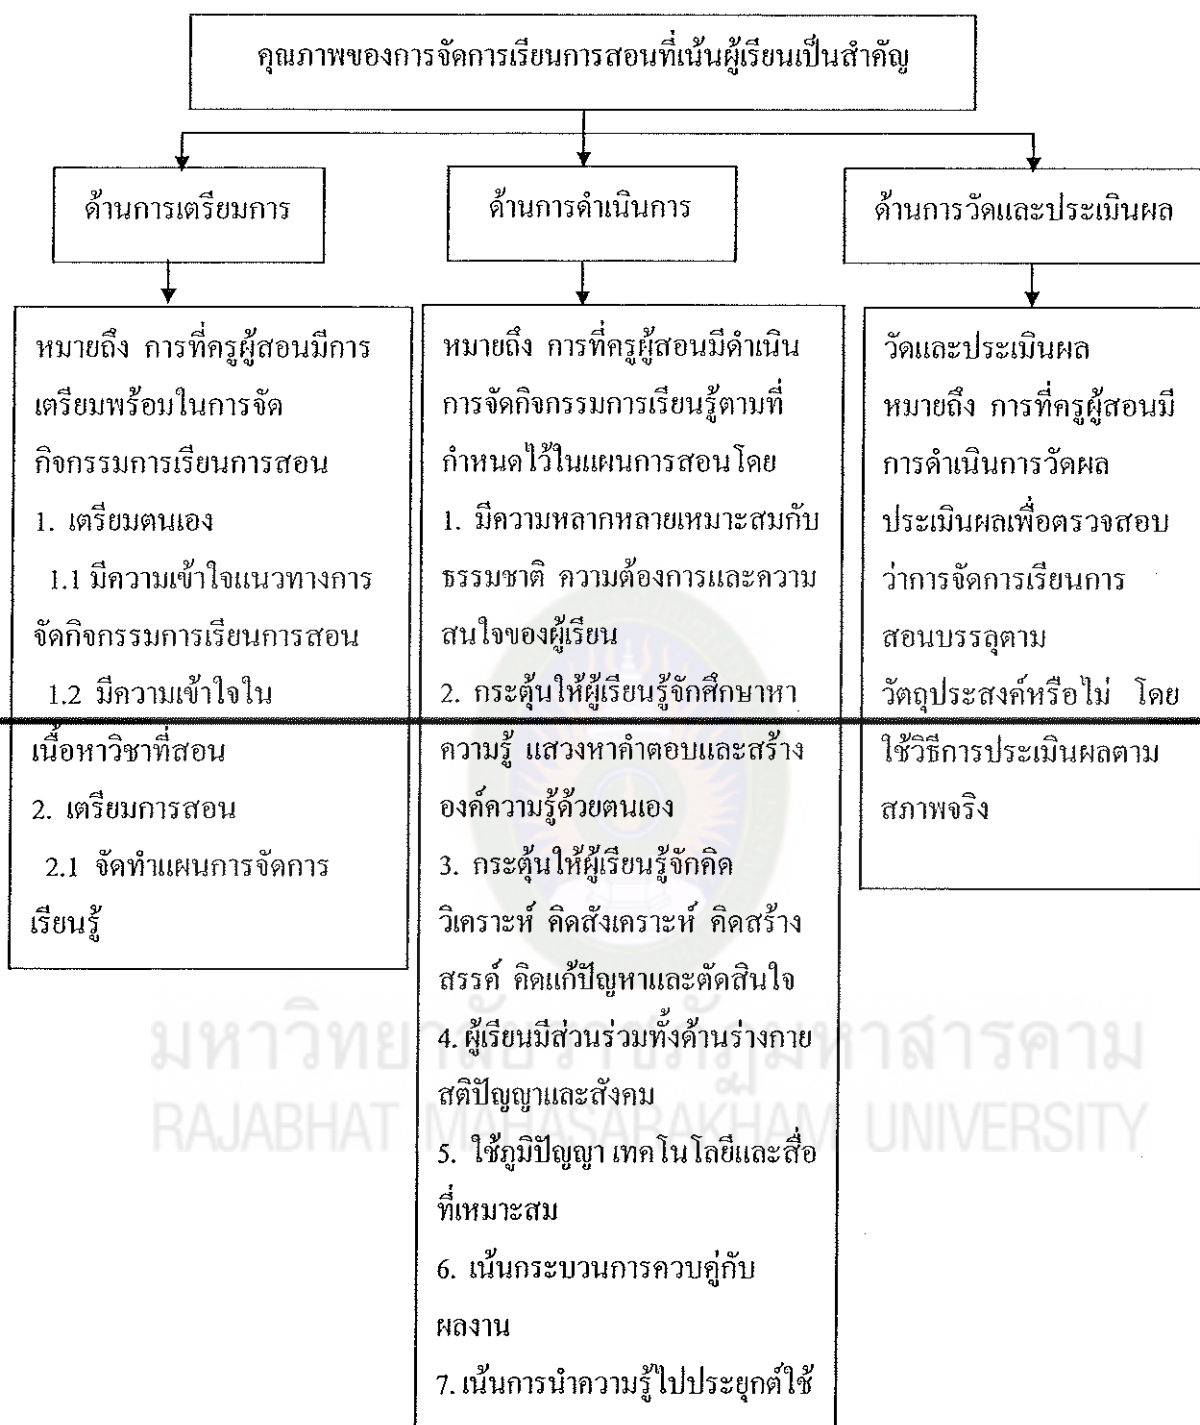 คุณภาพของการจัดการเรียนการสอนที่เน้นผู้เรียนเป็นสำคัญ
ด้านการเตรียมการ
ด้านการดำเนินการ
ด้านการวัดและประเมินผล
หมายถึง การที่ครูผู้สอนมีการ
เตรียมพร้อมในการจัด
กิจกรรมการเรียนการสอน
1. เตรียมตนเอง
1.1 มีความเข้าใจแนวทางการ
จัดกิจกรรมการเรียนการสอน
1.2 มีความเข้าใจใน
เนื้อหาวิชาที่สอน
2. เตรียมการสอน
2.1 จัดทำแผนการจัดการ
เรียนรู้
หมายถึง การที่ครูผู้สอนมีดำเนิน
การจัดกิจกรรมการเรียนรู้ตามที่
กำหนดไว้ในแผนการสอนโดย
1. มีความหลากหลายเหมาะสมกับ
ธรรมชาติ ความต้องการและความ
สนใจของผู้เรียน
2. กระตุ้นให้ผู้เรียนรู้จักศึกษาหา
ความรู้ แสวงหาคำตอบและสร้าง
องค์ความรู้ด้วยตนเอง
3. กระตุ้นให้ผู้เรียนรู้จักคิด
วิเคราะห์ คิดสังเคราะห์ คิดสร้าง
สรรค์ คิดแก้ปัญหาและตัดสินใจ
4. ผู้เรียนมีส่วนร่วมทั้งด้านร่างกาย
สติปัญญาและสังคม
5. ใช้ภูมิปัญญา เทคโนโลยีและสื่อ
ที่เหมาะสม
6. เน้นกระบวนการควบคู่กับ
ผลงาน
7. เน้นการนำความรู้ไปประยุกต์ใช้
วัดและประเมินผล
หมายถึง การที่ครูผู้สอนมี
การดำเนินการวัดผล
ประเมินผลเพื่อตรวจสอบ
ว่าการจัดการเรียนการ
สอนบรรลุตาม
วัตถุประสงค์หรือไม่ โดย
ใช้วิธีการประเมินผลตาม
สภาพจริง
มหาวิทยาลัยราชภัฏมหาสารคาม
RAJABHAT MAHASARAKHAM UNIVERSITY